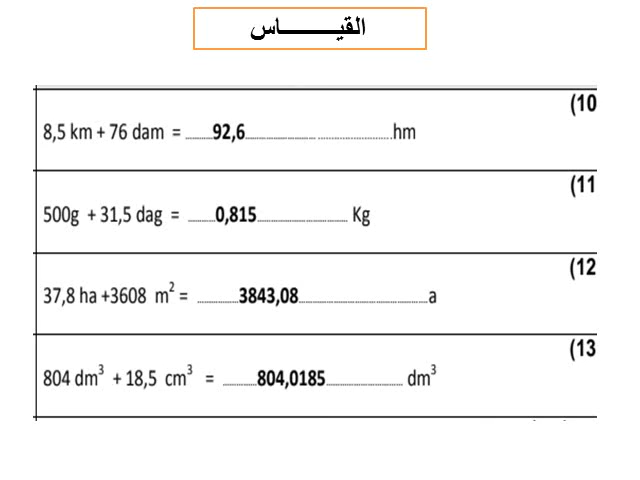 القيـــــــــاس
(10
8,5 km + 76 dam = ........92,6..............................................hm
(11
500g + 31,5 dag = ........0,815........................... Kg
(12
37,8 ha +3608 m² = ............3843,08.......................................a
(13
804 dm³ + 18,5 cm³ = ..........804,0185...................... dm³